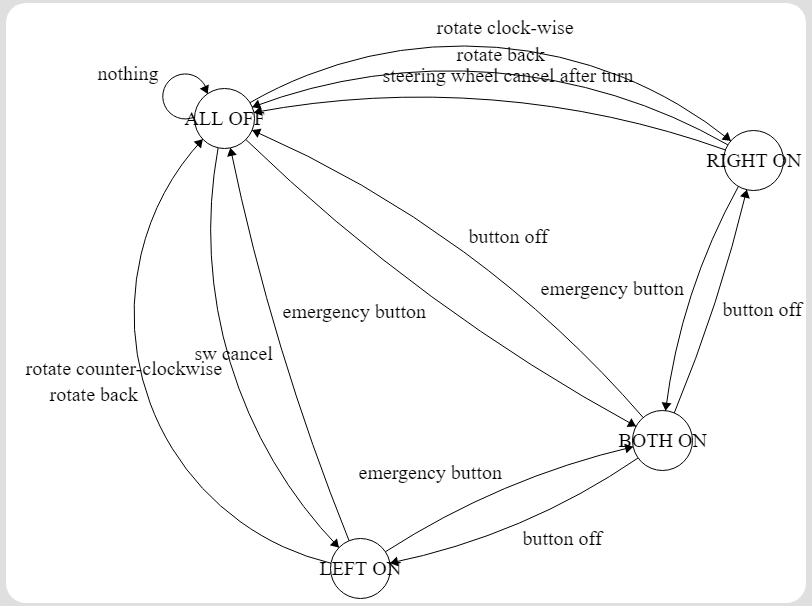 rotate clock-wise
rotate back
nothing
steering wheel cancel after turn
ALL OFF
RIGHT ON
button off
emergency button
button off
emergency button
sw cancel
rotate counter-clockwise
rotate back
BOTH ON
emergency button
button off
LEFT ON